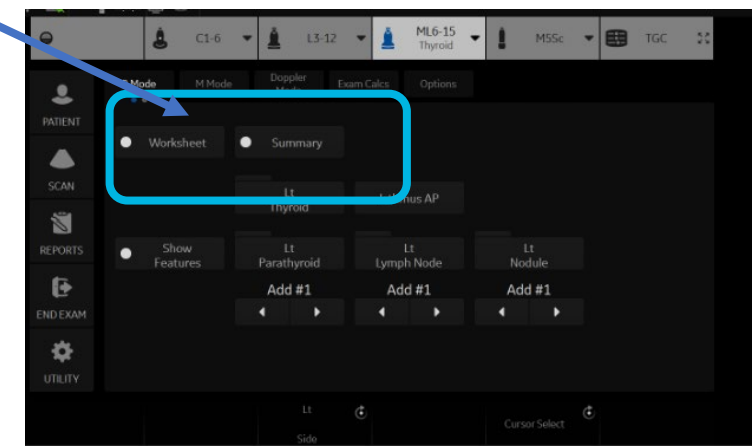 C1-6
L3-12
ML6-15
Thyroid
M5Sc
TGC
Mode
M Mode
Doppler
Exam Calcs
Options
PATIENT
Worksheet
Summary
SCAN
Lt
Thyroid
AP
REPORTS
Show
Features
Lt
Parathyroid
Lt
Lymph Node
Lt
Nodule
Add #1
Add #1
Add #1
END EXAM
UTILITY
Lt
Side
Cursor Select